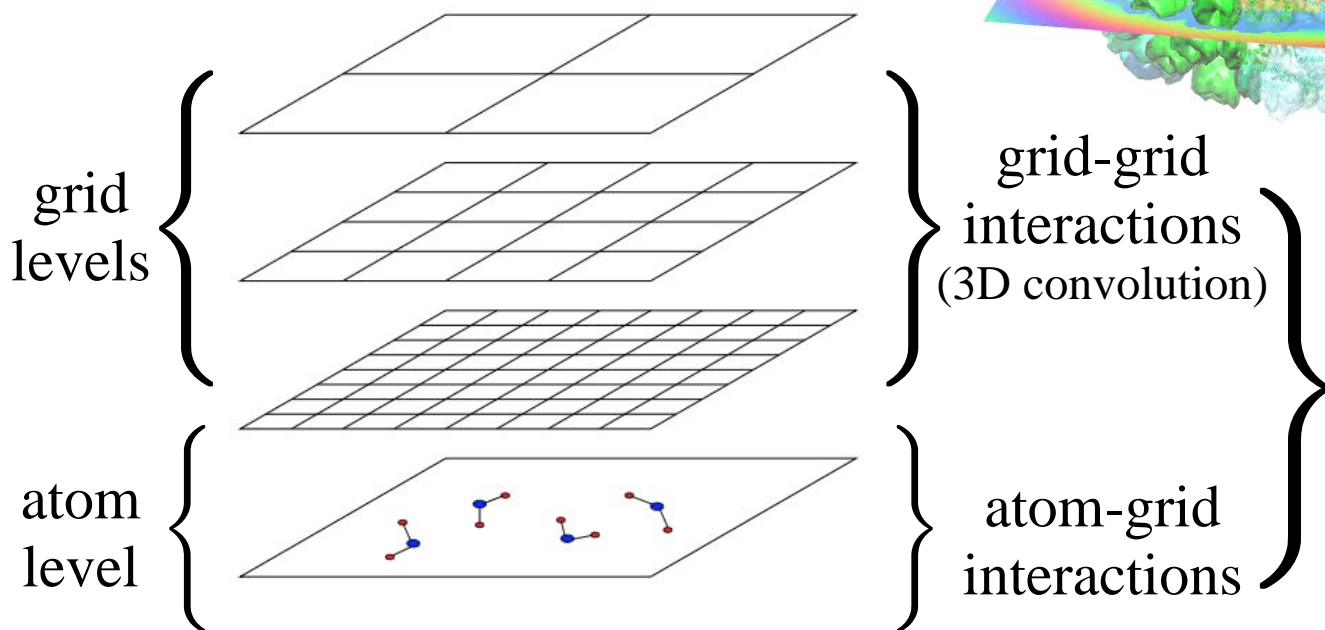 grid
levels
grid-grid
interactions
(3D convolution)
atom
level
atom-grid
interactions